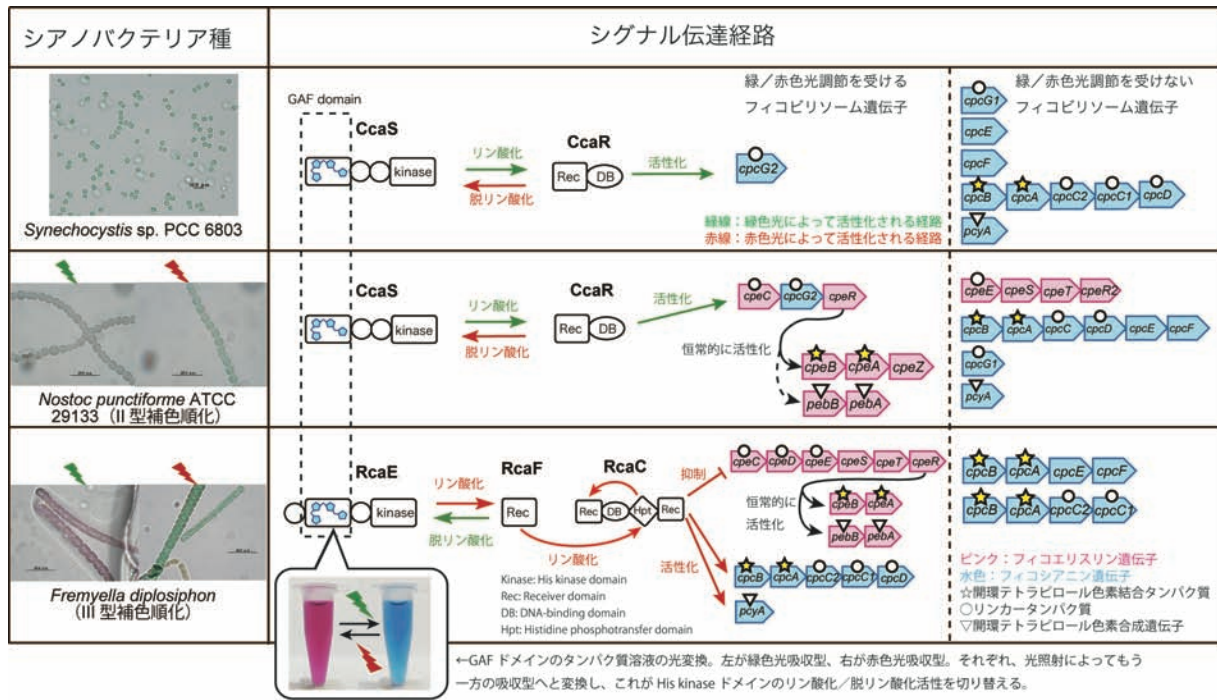 シアノバクテリア種
シグナル伝達経路
Synechocystis sp. PCC 6803
GAF domain
CcaS
kinase
リン酸化
脱リン酸化
CcaR
Rec
DB
活性化
緑／赤色光調節を受ける
フィコビリソーム遺伝子
cpcG2
緑線：緑色光によって活性化される経路
赤線：赤色光によって活性化される経路
緑／赤色光調節を受けない
フィコビリソーム遺伝子
cpcG1
cpcE
cpcF
cpcB cpcA cpcC2 cpcC1 cpcD
pcyA
Nostoc punctiforme ATCC
29133（II 型補色順化）
CcaS
kinase
リン酸化
脱リン酸化
CcaR
Rec
DB
活性化
cpeC cpcG2 cpeR
恒常的に活性化
cpeB cpeA cpeZ
pebB pebA
cpeE cpeS cpeT cpeR2
cpcB cpcA cpcC cpcD cpcE cpcF
cpcG1
pcyA
Fremyella diplosiphon
（III 型補色順化）
RcaE
kinase
リン酸化
脱リン酸化
RcaF
Rec
リン酸化
RcaC
Rec DB Hpt Rec
抑制
活性化
cpeC cpeD cpeE cpeS cpeT cpeR
恒常的に
活性化
cpeB cpeA
pebB pebA
cpcB cpcA cpcC2 cpcC1 cpcD
pcyA
cpcB cpcA cpcE cpcF
cpcB cpcA cpcC2 cpcC1
Kinase: His kinase domain
Rec: Receiver domain
DB: DNA-binding domain
Hpt: Histidine phosphotransfer domain
ピンク：フィコエリスリン遺伝子
水色：フィコシアニン遺伝子
☆開環テトラピロール色素結合タンパク質
○リンカータンパク質
▽開環テトラピロール色素合成遺伝子
←GAF ドメインのタンパク質溶液の光変換。左が緑色光吸収型、右が赤色光吸収型。それぞれ、光照射によってもう
一方の吸収型へと変換し、これが His kinase ドメインのリン酸化／脱リン酸化活性を切り替える。